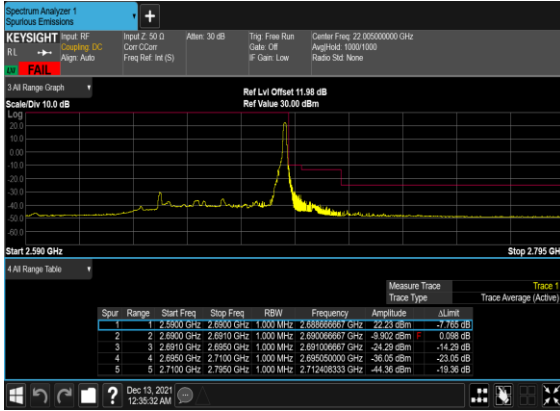 Spectrum Analyzer 1
Spurious Emissions
+
KEYSIGHT Input: RF Input Z: 50 Ω Atten: 30 dB Trig: Free Run Center Freq: 22.005000000 GHz
RL Coupling: DC Corr CCorr Gate: Off Avg|Hold: 1000/1000
Align: Auto Freq Ref: Int (S) IF Gain: Low Radio Std: None
FAIL
3 All Range Graph Ref Lvl Offset 11.98 dB
Scale/Div 10.0 dB Ref Value 30.00 dBm
Log
20.0
10.0
0.00
-10.0
-20.0
-30.0
-40.0
-50.0
-60.0
Start 2.590 GHz Stop 2.795 GH
4 All Range Table
Measure Trace Trace 1
Trace Type Trace Average (Active)
Spur Range Start Freq Stop Freq RBW Frequency Amplitude ΔLimit
1 1 2.5900 GHz 2.6900 GHz 1.000 MHz 2.688666667 GHz 22.23 dBm -7.765 dB
2 2 2.6900 GHz 2.6910 GHz 1.000 MHz 2.690066667 GHz -9.902 dBm F 0.098 dB
3 3 2.6910 GHz 2.6950 GHz 1.000 MHz 2.691006667 GHz -24.29 dBm -14.29 dB
4 4 2.6950 GHz 2.7100 GHz 1.000 MHz 2.695050000 GHz -36.05 dBm -23.05 dB
5 5 2.7100 GHz 2.7950 GHz 1.000 MHz 2.712408333 GHz -44.36 dBm -19.36 dB
? Dec 13, 2021
12:35:32 AM